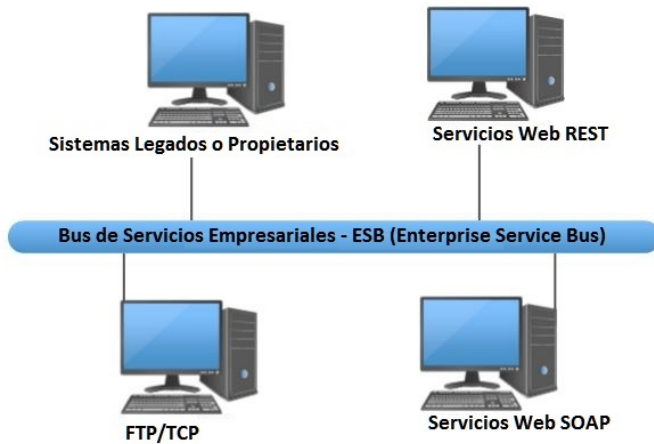 Sistemas Legados o Propietarios
Servicios Web REST
Bus de Servicios Empresariales - ESB (Enterprise Service Bus)
FTP/TCP
Servicios Web SOAP